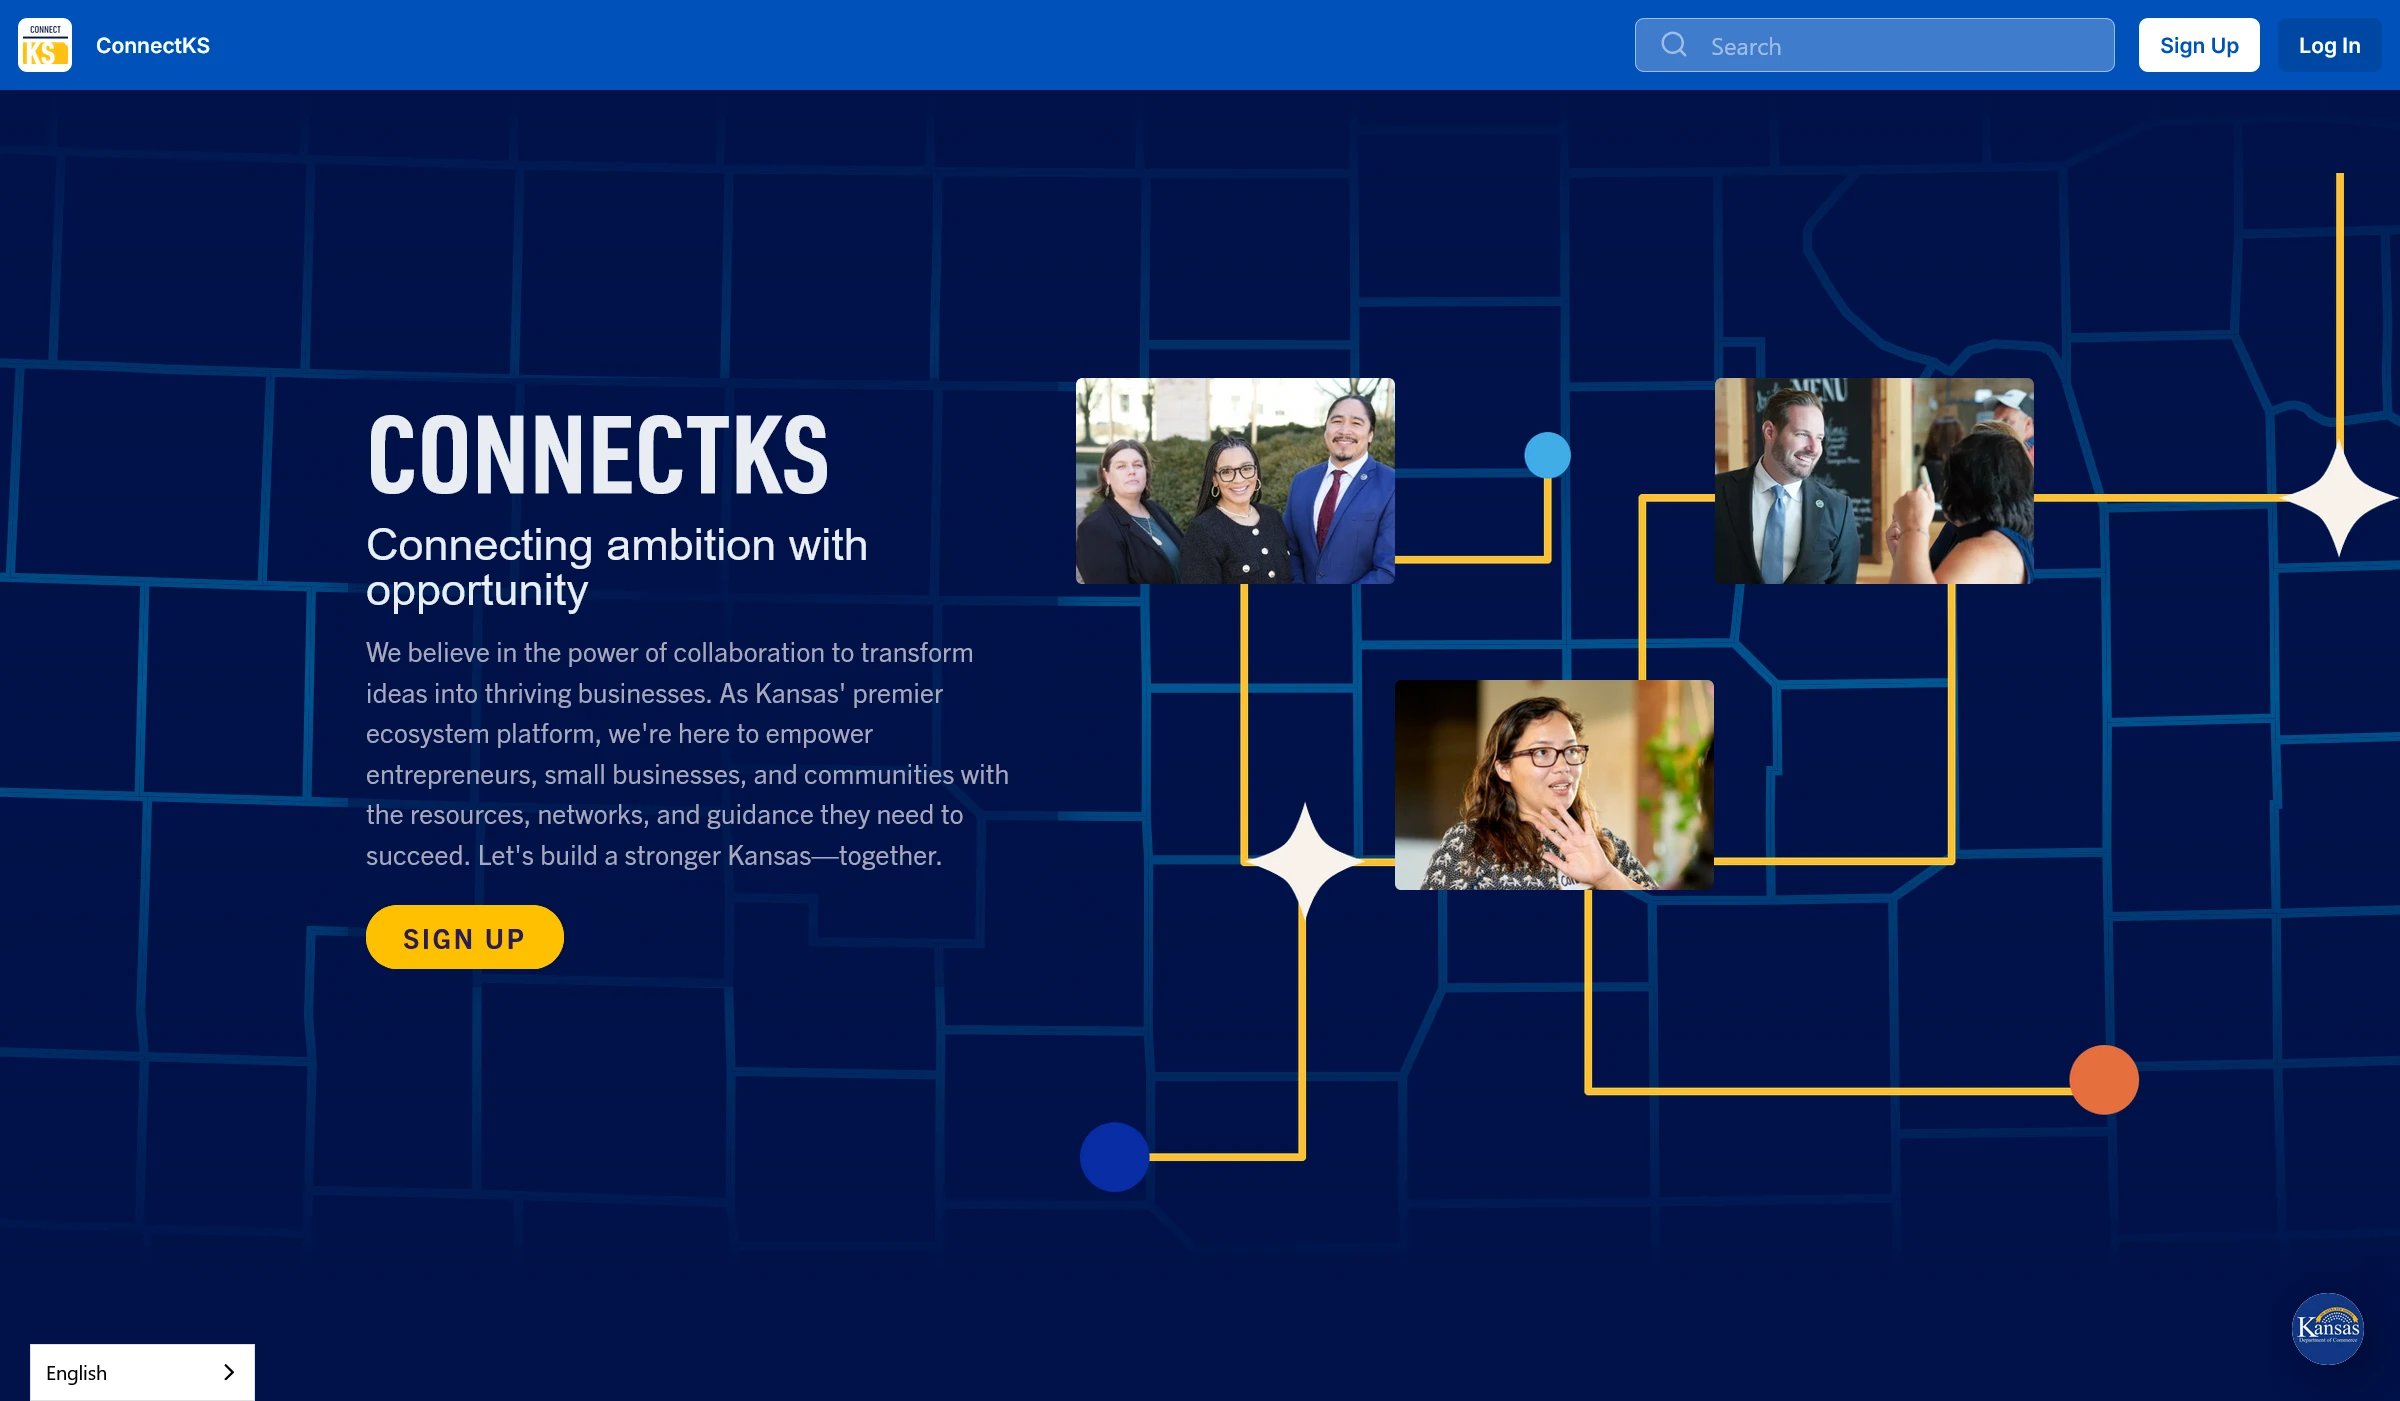 CONNECT
KS
ConnectKS
Search
Sign Up
Log In
MENU
CONNECTKS
Connecting ambition with
opportunity
We believe in the power of collaboration to transform
ideas into thriving businesses. As Kansas' premier
ecosystem platform, we're here to empower
entrepreneurs, small businesses, and communities with
the resources, networks, and guidance they need to
succeed. Let's build a stronger Kansas—together.
SIGN UP
Kansas
Department of Commerce
English